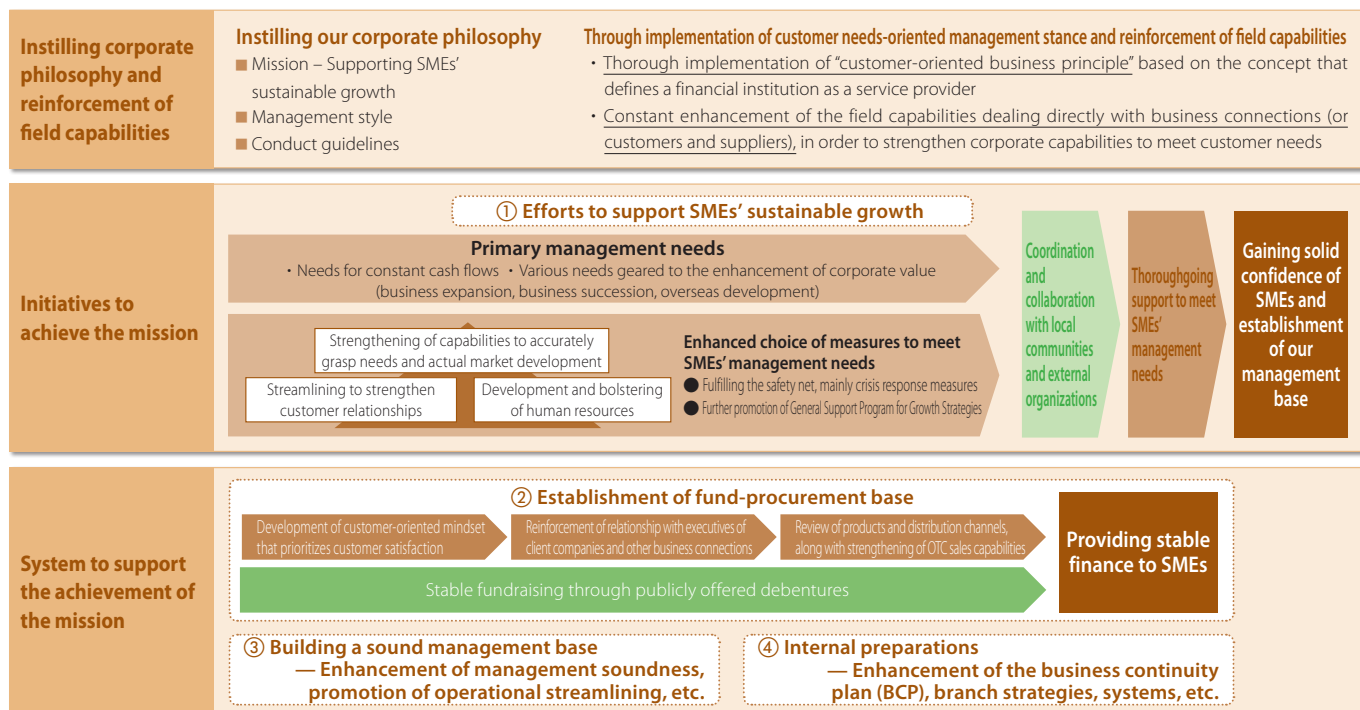 Instilling corporate
philosophy and
reinforcement of
field capabilities
Instilling our corporate philosophy
■ Mission – Supporting SMEs’
sustainable growth
■ Management style
■ Conduct guidelines
Through implementation of customer needs-oriented management stance and reinforcement of field capabilities
・Thorough implementation of “customer-oriented business principle” based on the concept that
defines a financial institution as a service provider
・Constant enhancement of the field capabilities dealing directly with business connections (or
customers and suppliers), in order to strengthen corporate capabilities to meet customer needs
Initiatives to
achieve the mission
① Efforts to support SMEs’ sustainable growth
Primary management needs
・Needs for constant cash flows ・Various needs geared to the enhancement of corporate value
(business expansion, business succession, overseas development)
Strengthening of capabilities to accurately
grasp needs and actual market development
Streamlining to strengthen
customer relationships
Development and bolstering
of human resources
Enhanced choice of measures to meet
SMEs’ management needs
● Fulfilling the safety net, mainly crisis response measures
● Further promotion of General Support Program for Growth Strategies
Coordination
and
collaboration
with local
communities
and external
organizations
Thoroughgoing
support to meet
SMEs’
management
needs
Gaining solid
confidence of
SMEs and
establishment
of our
management
base
System to support
the achievement of
the mission
② Establishment of fund-procurement base
Development of customer-oriented mindset
that prioritizes customer satisfaction
Reinforcement of relationship with executives of
client companies and other business connections
Review of products and distribution channels,
along with strengthening of OTC sales capabilities
Stable fundraising through publicly offered debentures
Providing stable
finance to SMEs
③ Building a sound management base
— Enhancement of management soundness,
promotion of operational streamlining, etc.
④ Internal preparations
— Enhancement of the business continuity
plan (BCP), branch strategies, systems, etc.